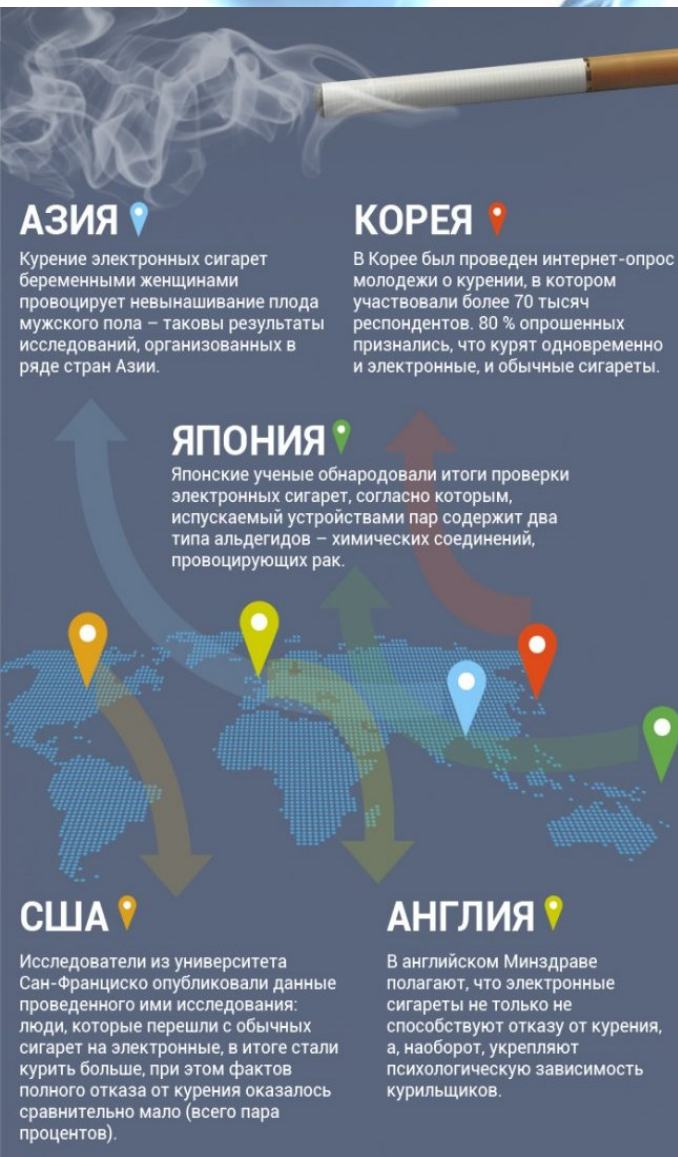 АЗИЯ
Курение электронных сигарет
беременными женщинами
провоцирует невынашивание плода
мужского пола – таковы результаты
исследований, организованных в
ряде стран Азии.
КОРЕЯ
В Корее был проведен интернет-опрос
молодежи о курении, в котором
участвовали более 70 тысяч
респондентов. 80 % опрошенных
признались, что курят одновременно
и электронные, и обычные сигареты.
ЯПОНИЯ
Японские ученые обнародовали итоги проверки
электронных сигарет, согласно которым,
испускаемый устройствами пар содержит два
типа альдегидов – химических соединений,
провоцирующих рак.
США
Исследователи из университета
Сан-Франциско опубликовали данные
проведенного ими исследования:
люди, которые перешли с обычных
сигарет на электронные, в итоге стали
курить больше, при этом фактов
полного отказа от курения оказалось
сравнительно мало (всего пара
процентов).
АНГЛИЯ
В английском Минздраве
полагают, что электронные
сигареты не только не
способствуют отказу от курения,
а, наоборот, укрепляют
психологическую зависимость
курильщиков.